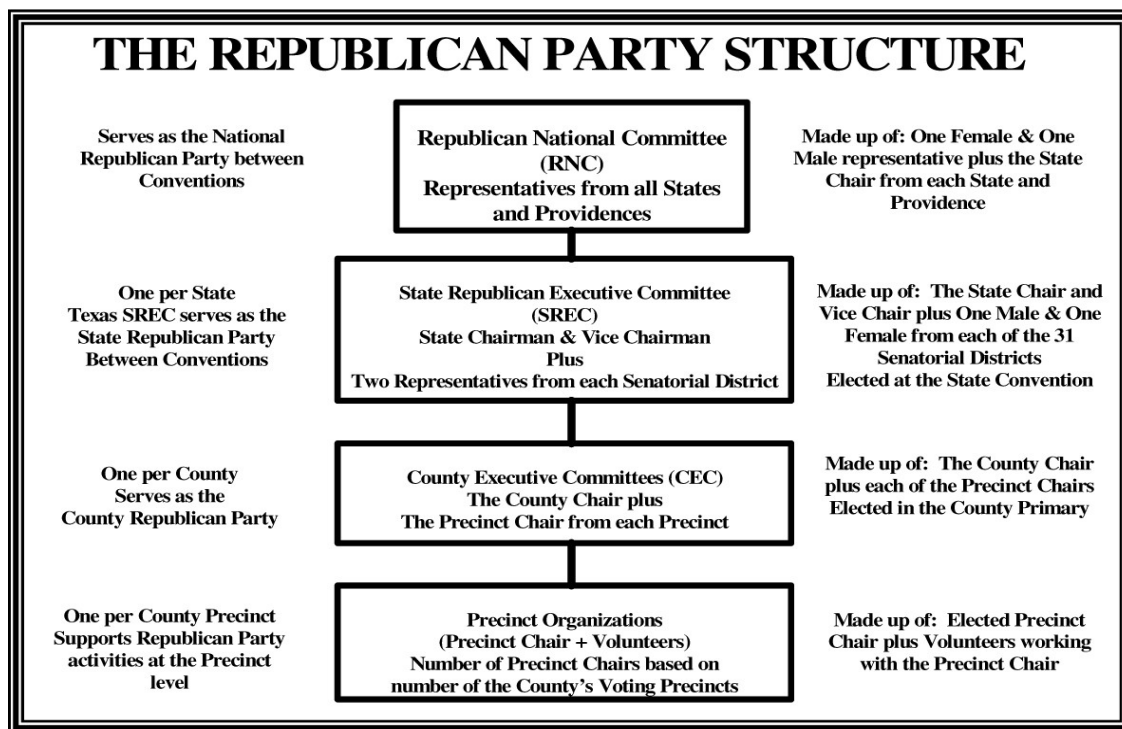 THE REPUBLICAN PARTY STRUCTURE
Serves as the National
Republican Party between
Conventions
Republican National Committee
(RNC)
Representatives from all States
and Providences
Made up of: One Female & One
Male representative plus the State
Chair from each State and
Providence
One per State
Texas SREC serves as the
State Republican Party
Between Conventions
State Republican Executive Committee
(SREC)
State Chairman & Vice Chairman
Plus
Two Representatives from each Senatorial District
Made up of: The State Chair and
Vice Chair plus One Male & One
Female from each of the 31
Senatorial Districts
Elected at the State Convention
One per County
Serves as the
County Republican Party
County Executive Committees (CEC)
The County Chair plus
The Precinct Chair from each Precinct
Made up of: The County Chair
plus each of the Precinct Chairs
Elected in the County Primary
One per County Precinct
Supports Republican Party
activities at the Precinct
level
Precinct Organizations
(Precinct Chair + Volunteers)
Number of Precinct Chairs based on
number of the County's Voting Precincts
Made up of: Elected Precinct
Chair plus Volunteers working
with the Precinct Chair